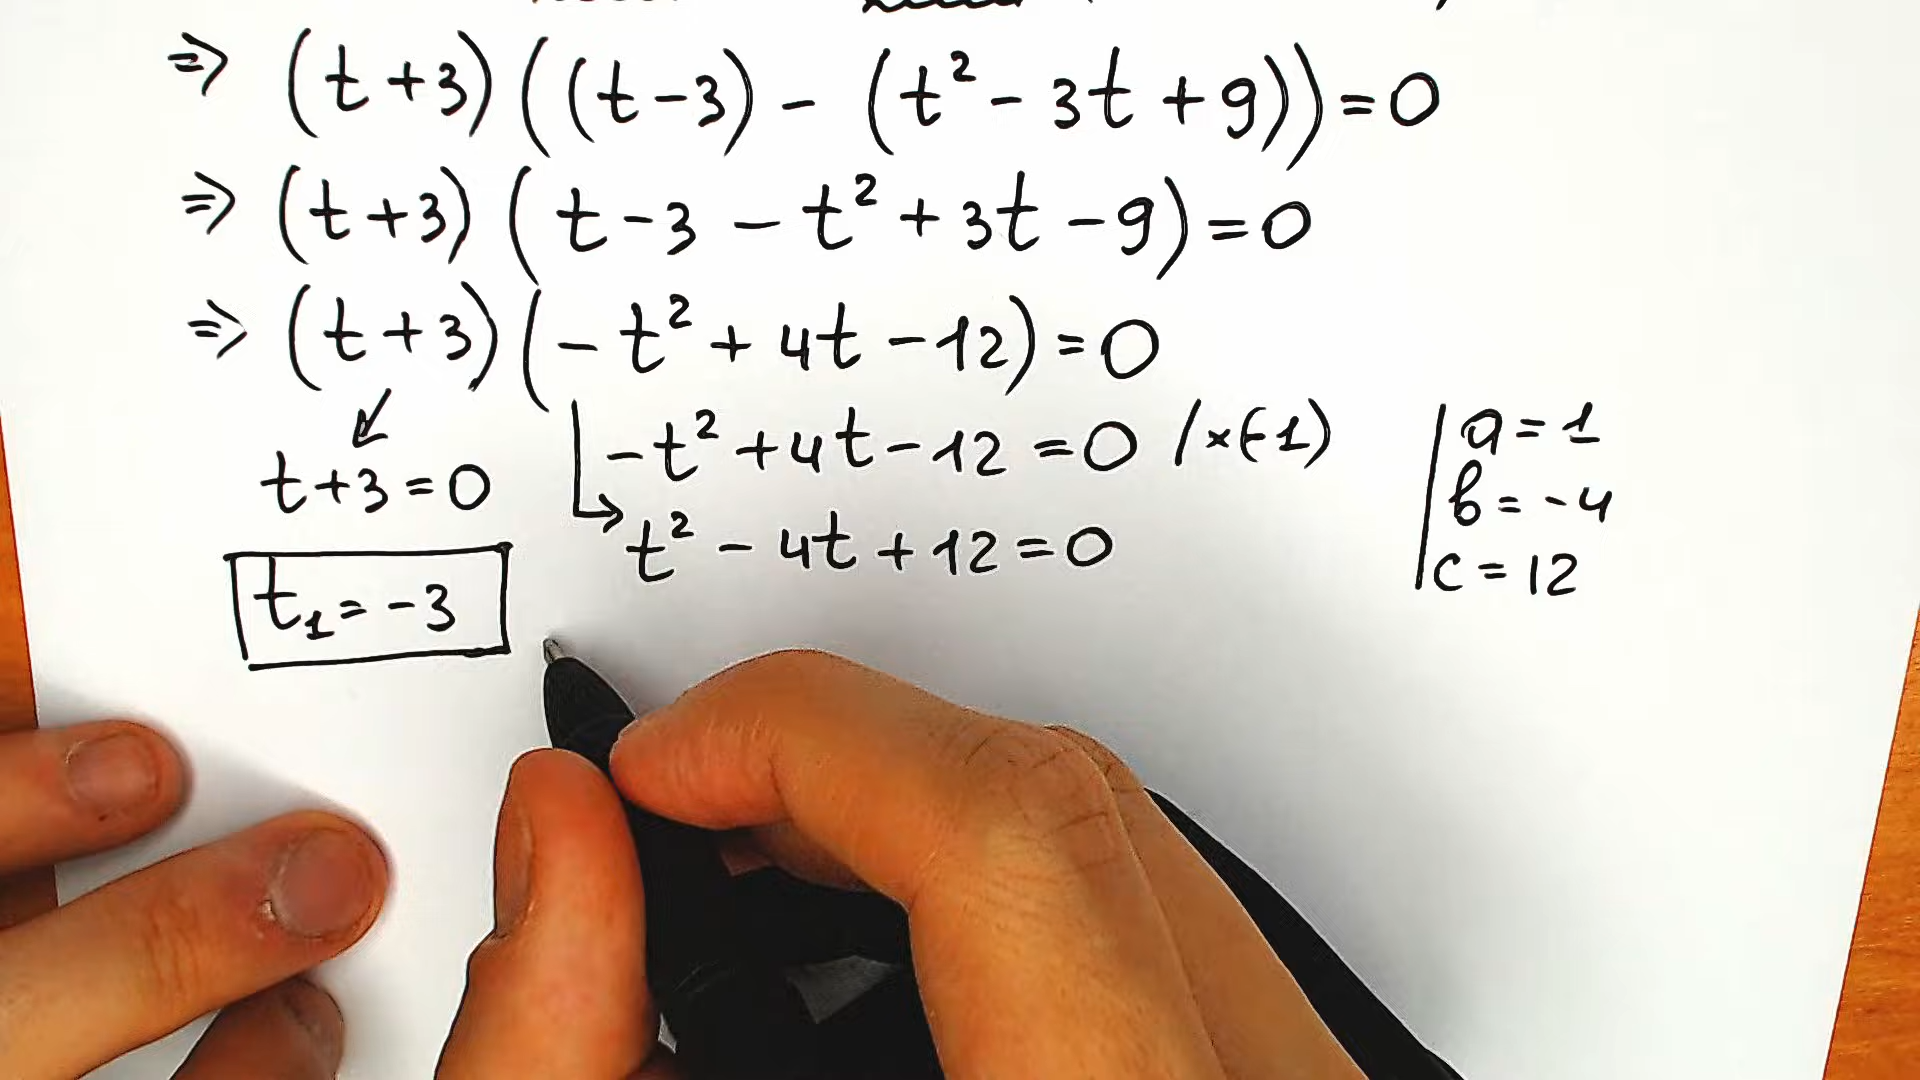 ⇒ (t+3)((t-3) - (t² - 3t + 9)) = 0
⇒ (t+3)(t-3 - t² + 3t - 9) = 0
⇒ (t+3)(-t² + 4t - 12) = 0
t+3 = 0
t₁ = -3
-t² + 4t - 12 = 0 /×(-1)
t² - 4t + 12 = 0
a = 1
b = -4
c = 12